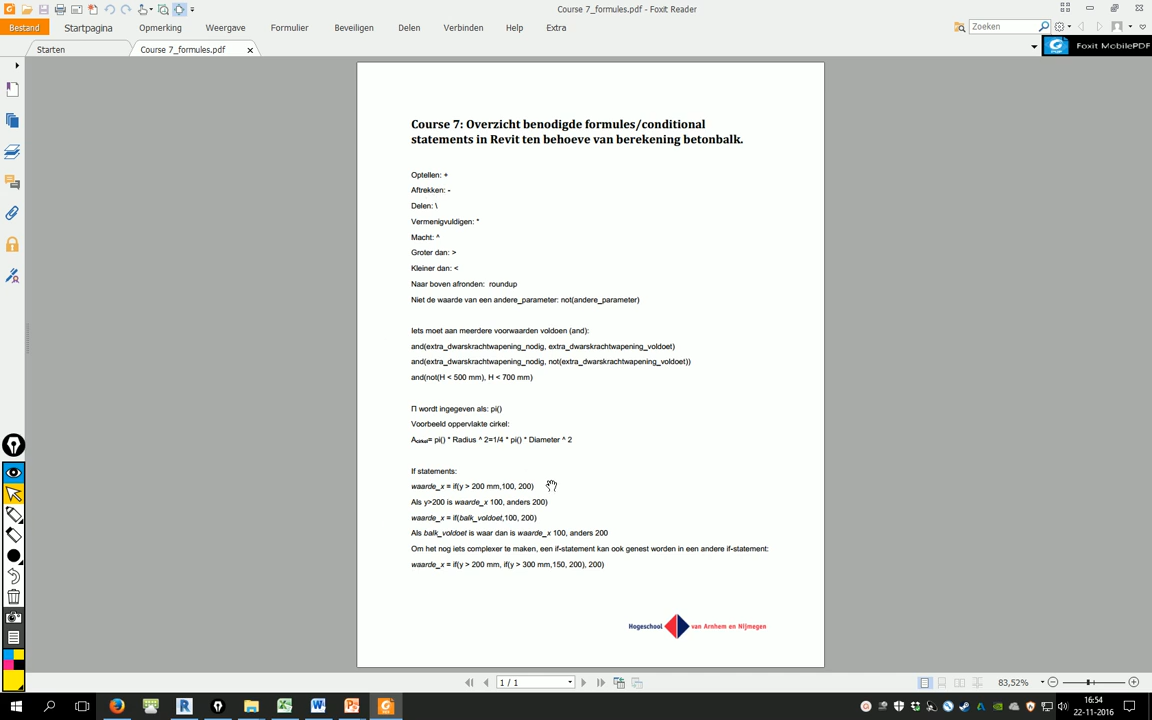 Course 7_formules.pdf - Foxit Reader
Bestand Startpagina Opmerking Weergave Formulier Beveiligen Delen Verbinden Help Extra Zoeken
Starten Course 7_formules.pdf Foxit MobilePDF
Course 7: Overzicht benodigde formules/conditional
statements in Revit ten behoeve van berekening betonbalk.
Optellen: +
Aftrekken: -
Delen: \
Vermenigvuldigen: *
Macht: ^
Groter dan: >
Kleiner dan: <
Naar boven afronden: roundup
Niet de waarde van een andere_parameter: not(andere_parameter)
Iets moet aan meerdere voorwaarden voldoen (and):
and(extra_dwarskrachtwapening_nodig, extra_dwarskrachtwapening_voldoet)
and(extra_dwarskrachtwapening_nodig, not(extra_dwarskrachtwapening_voldoet))
and(not(H < 500 mm), H < 700 mm)
Π wordt ingegeven als: pi()
Voorbeeld oppervlakte cirkel:
Acirkel= pi() * Radius ^ 2=1/4 * pi() * Diameter ^ 2
If statements:
waarde_x = if(y > 200 mm,100, 200)
Als y>200 is waarde_x 100, anders 200)
waarde_x = if(balk_voldoet,100, 200)
Als balk_voldoet is waar dan is waarde_x 100, anders 200
Om het nog iets complexer te maken, een if-statement kan ook genest worden in een andere if-statement:
waarde_x = if(y > 200 mm, if(y > 300 mm,150, 200), 200)
Hogeschool van Arnhem en Nijmegen
1 / 1 83,52%
16:54
22-11-2016